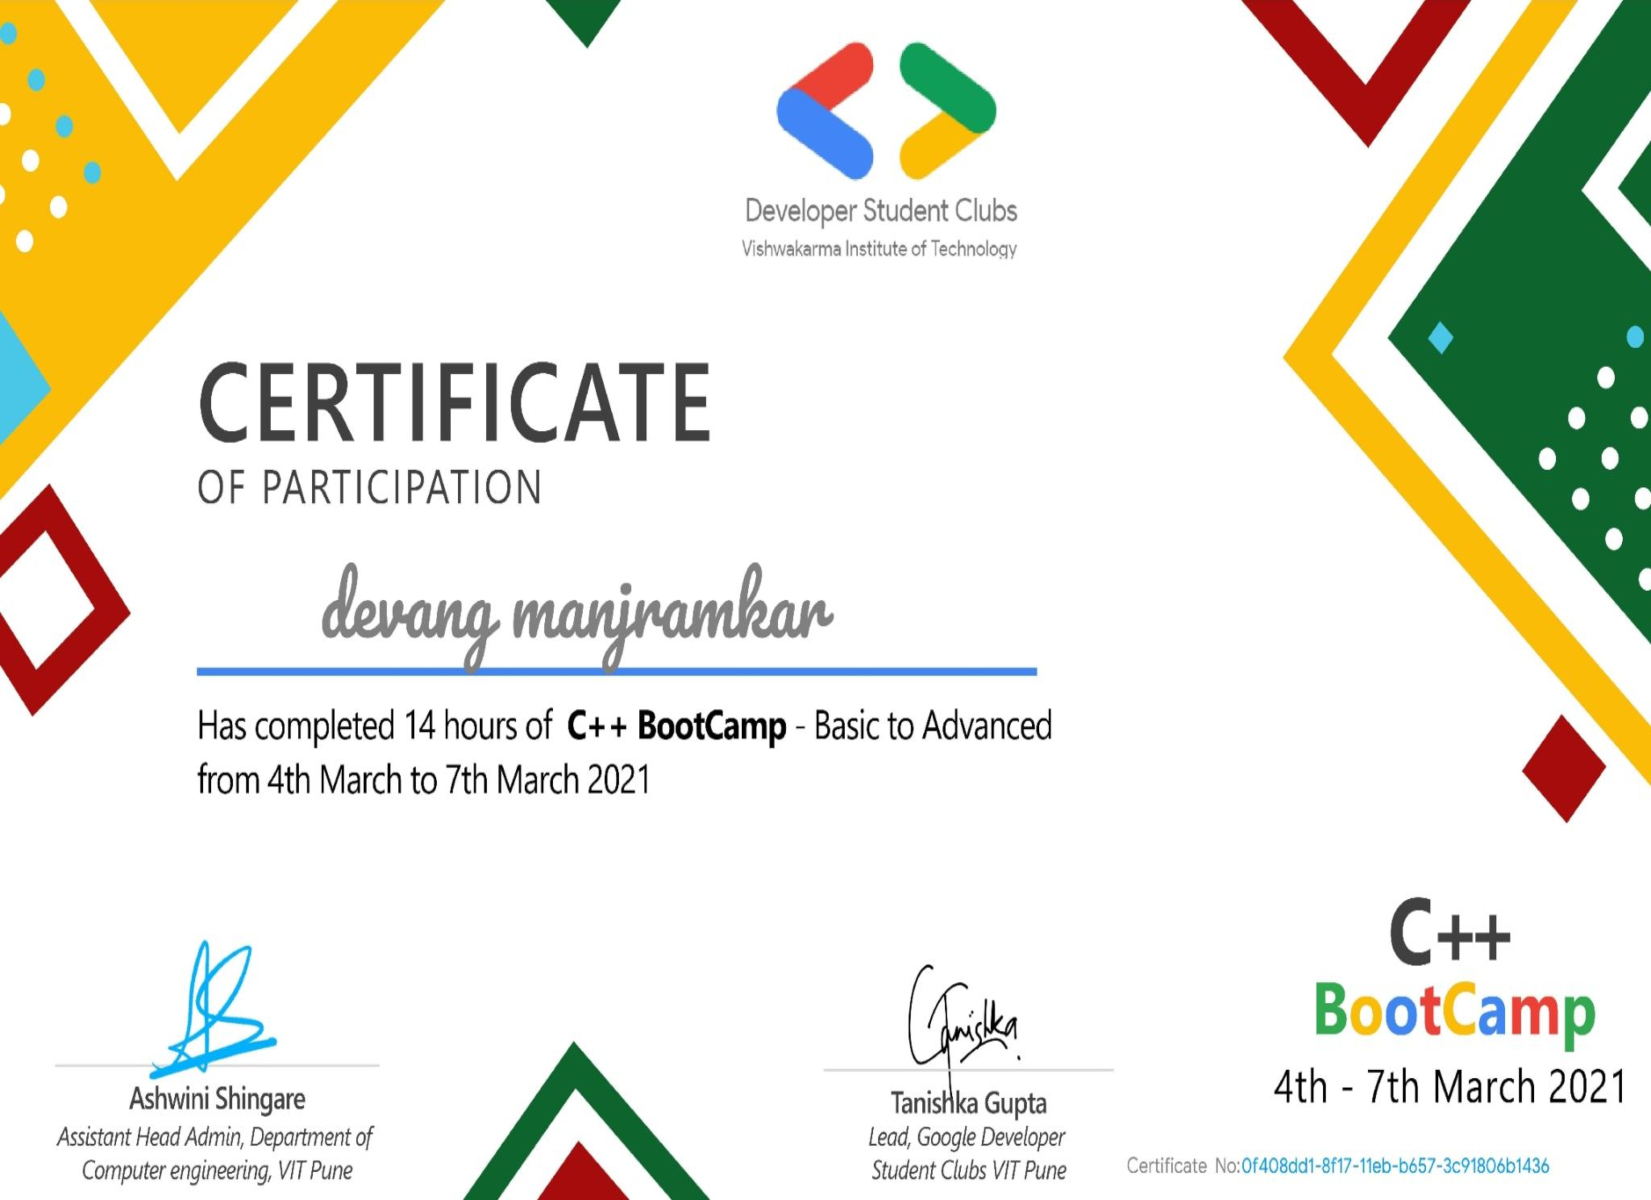 Developer Student Clubs
Vishwakarma Institute of Technology
CERTIFICATE
OF PARTICIPATION
devang manjramkar
Has completed 14 hours of C++ BootCamp - Basic to Advanced
from 4th March to 7th March 2021
Tanishka
Ashwini Shingare
Assistant Head Admin, Department of
Computer engineering, VIT Pune
Tanishka Gupta
Lead, Google Developer
Student Clubs VIT Pune
C++
BootCamp
4th - 7th March 2021
Certificate No:0f408dd1-8f17-11eb-b657-3c91806b1436